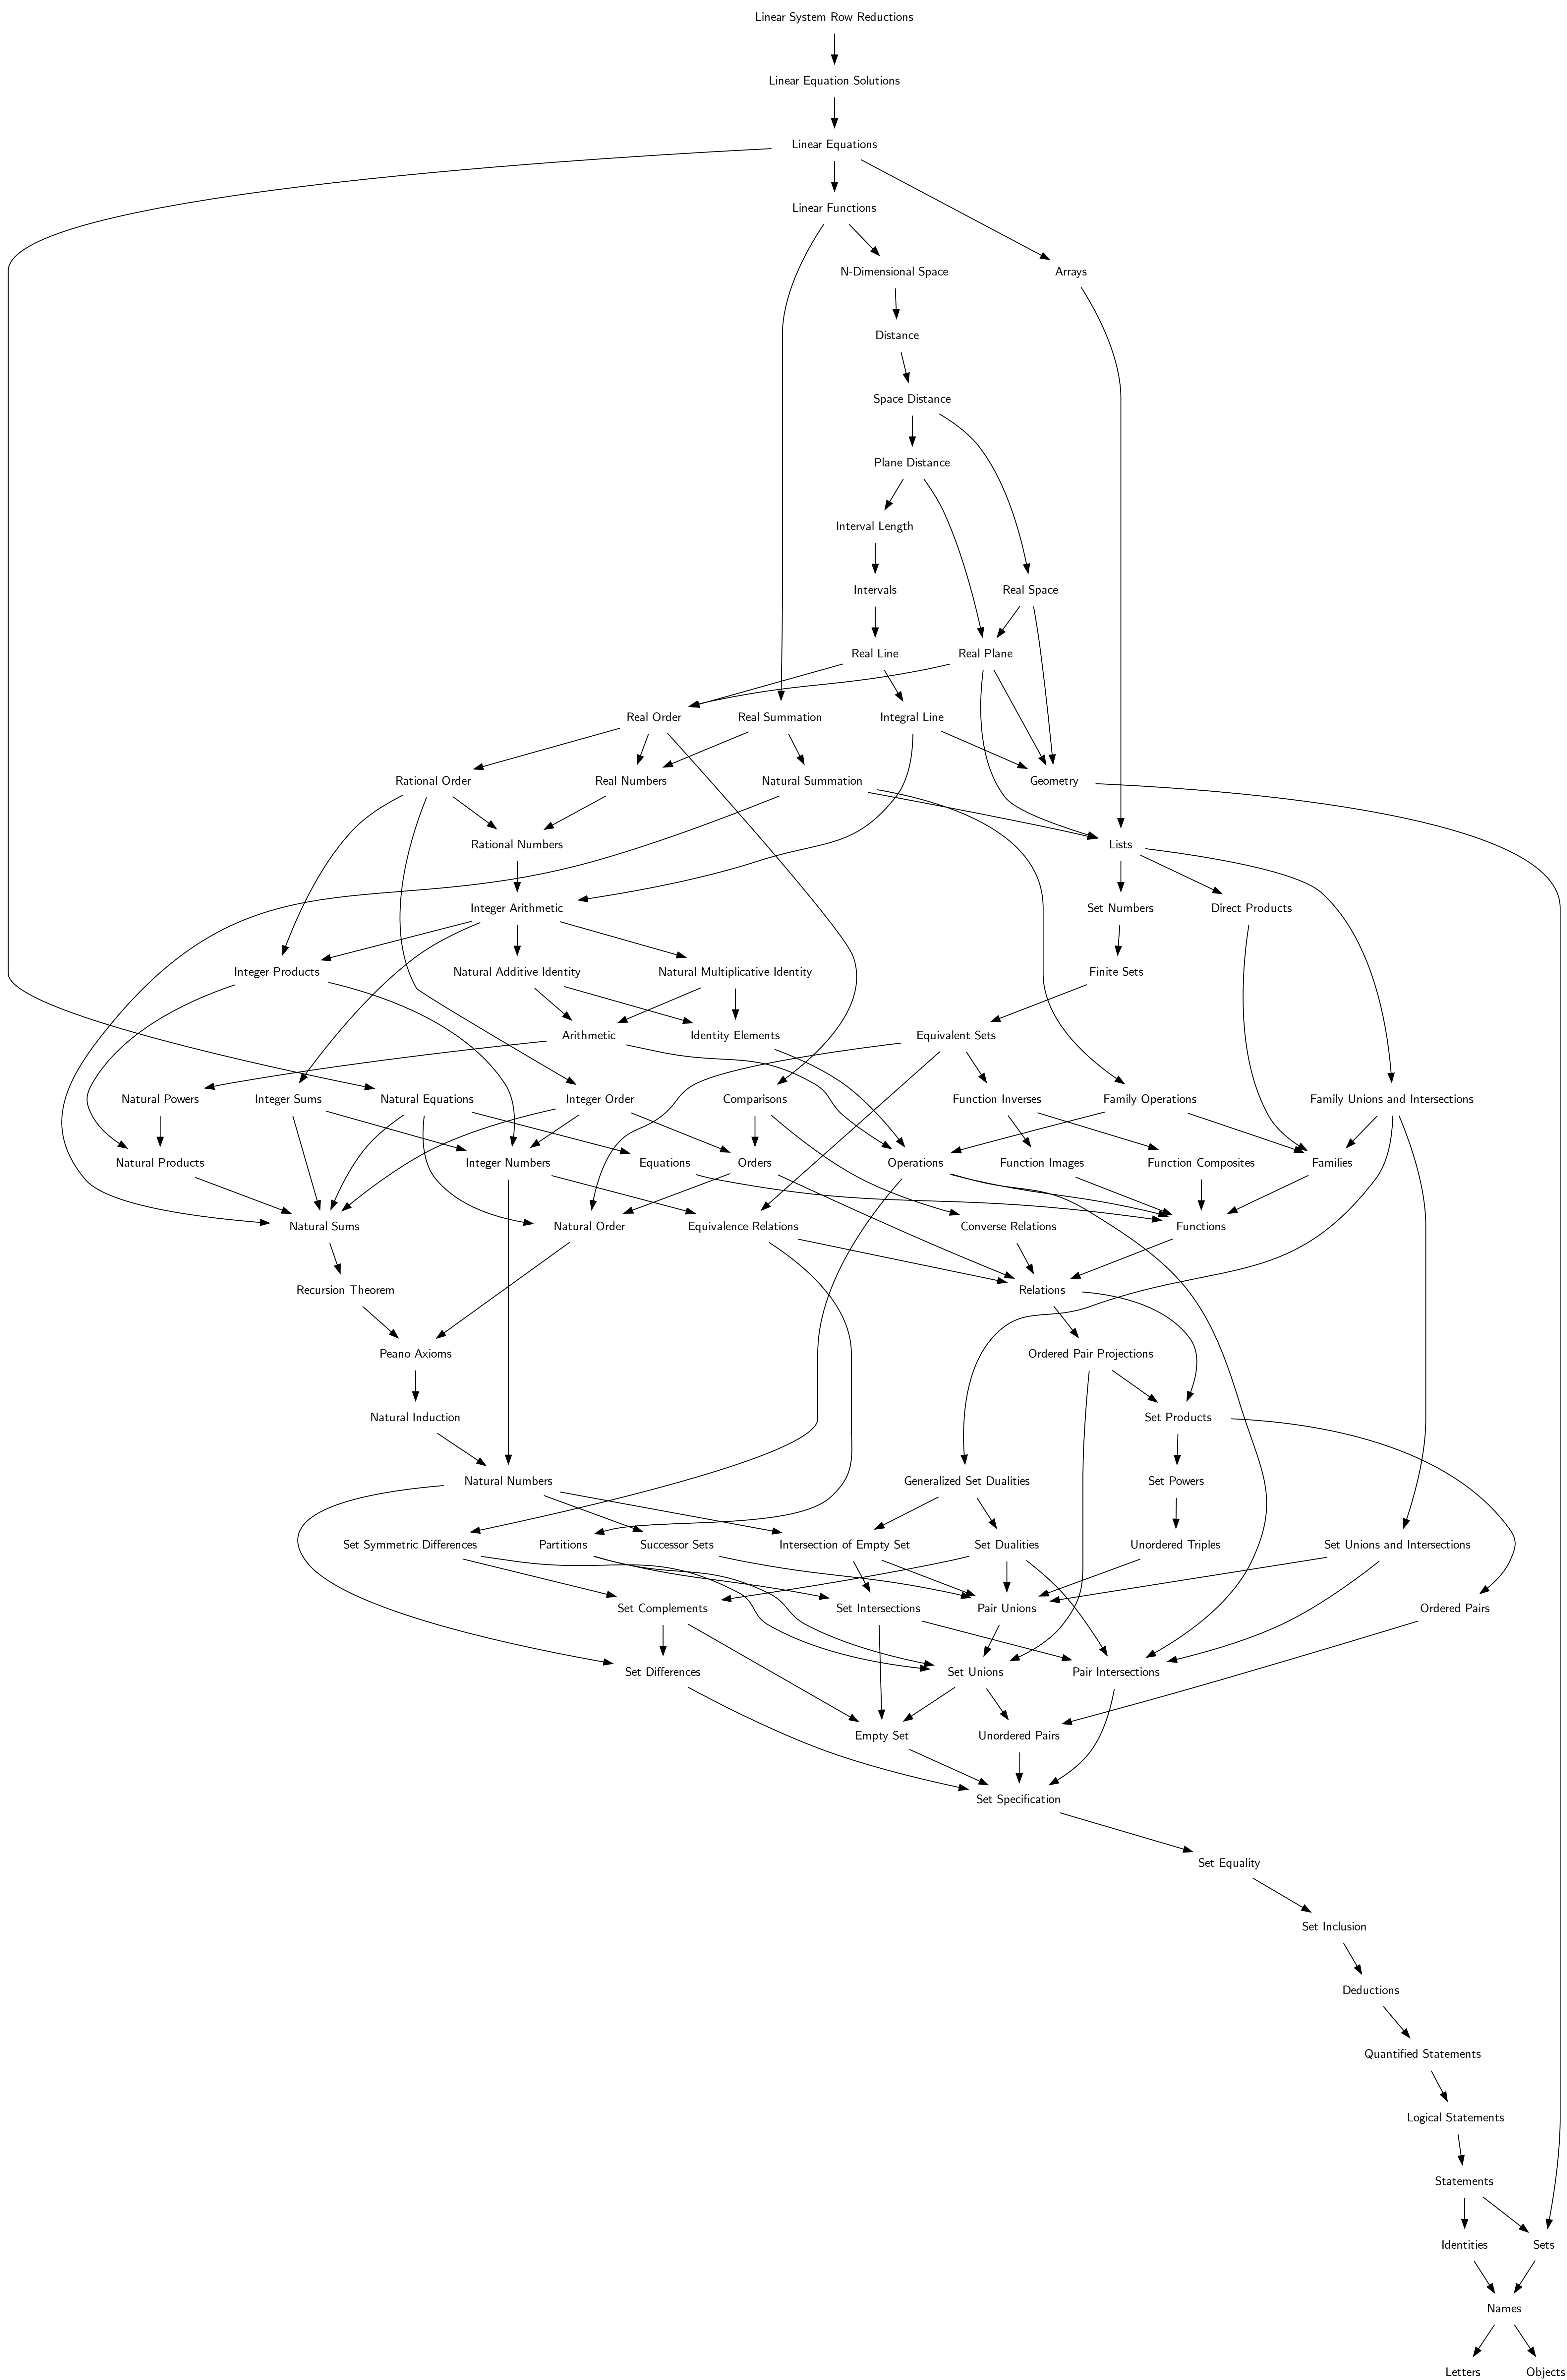 Linear System Row Reductions
Linear Equation Solutions
Linear Equations
Linear Functions
N-Dimensional Space
Arrays
Distance
Space Distance
Plane Distance
Interval Length
Intervals
Real Space
Real Line
Real Plane
Real Order
Real Summation
Integral Line
Rational Order
Real Numbers
Natural Summation
Geometry
Rational Numbers
Lists
Integer Arithmetic
Set Numbers
Direct Products
Integer Products
Natural Additive Identity
Natural Multiplicative Identity
Finite Sets
Arithmetic
Identity Elements
Equivalent Sets
Natural Powers
Integer Sums
Natural Equations
Integer Order
Comparisons
Function Inverses
Family Operations
Family Unions and Intersections
Natural Products
Integer Numbers
Equations
Orders
Operations
Function Images
Function Composites
Families
Natural Sums
Natural Order
Equivalence Relations
Converse Relations
Functions
Recursion Theorem
Relations
Peano Axioms
Ordered Pair Projections
Natural Induction
Set Products
Natural Numbers
Generalized Set Dualities
Set Powers
Set Symmetric Differences
Partitions
Successor Sets
Intersection of Empty Set
Set Dualities
Unordered Triples
Set Unions and Intersections
Set Complements
Set Intersections
Pair Unions
Ordered Pairs
Set Differences
Set Unions
Pair Intersections
Empty Set
Unordered Pairs
Set Specification
Set Equality
Set Inclusion
Deductions
Quantified Statements
Logical Statements
Statements
Identities
Sets
Names
Letters
Objects